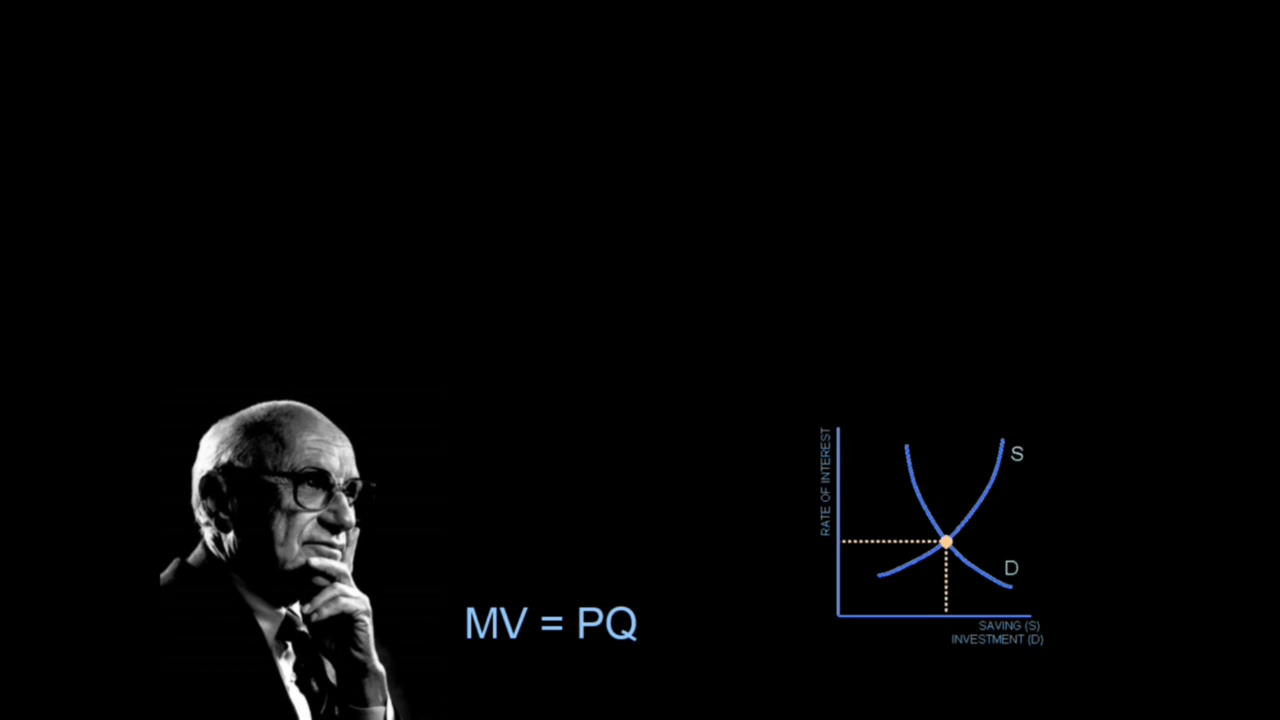 MV = PQ
RATE OF INTEREST
S
D
SAVING (S)
INVESTMENT (D)